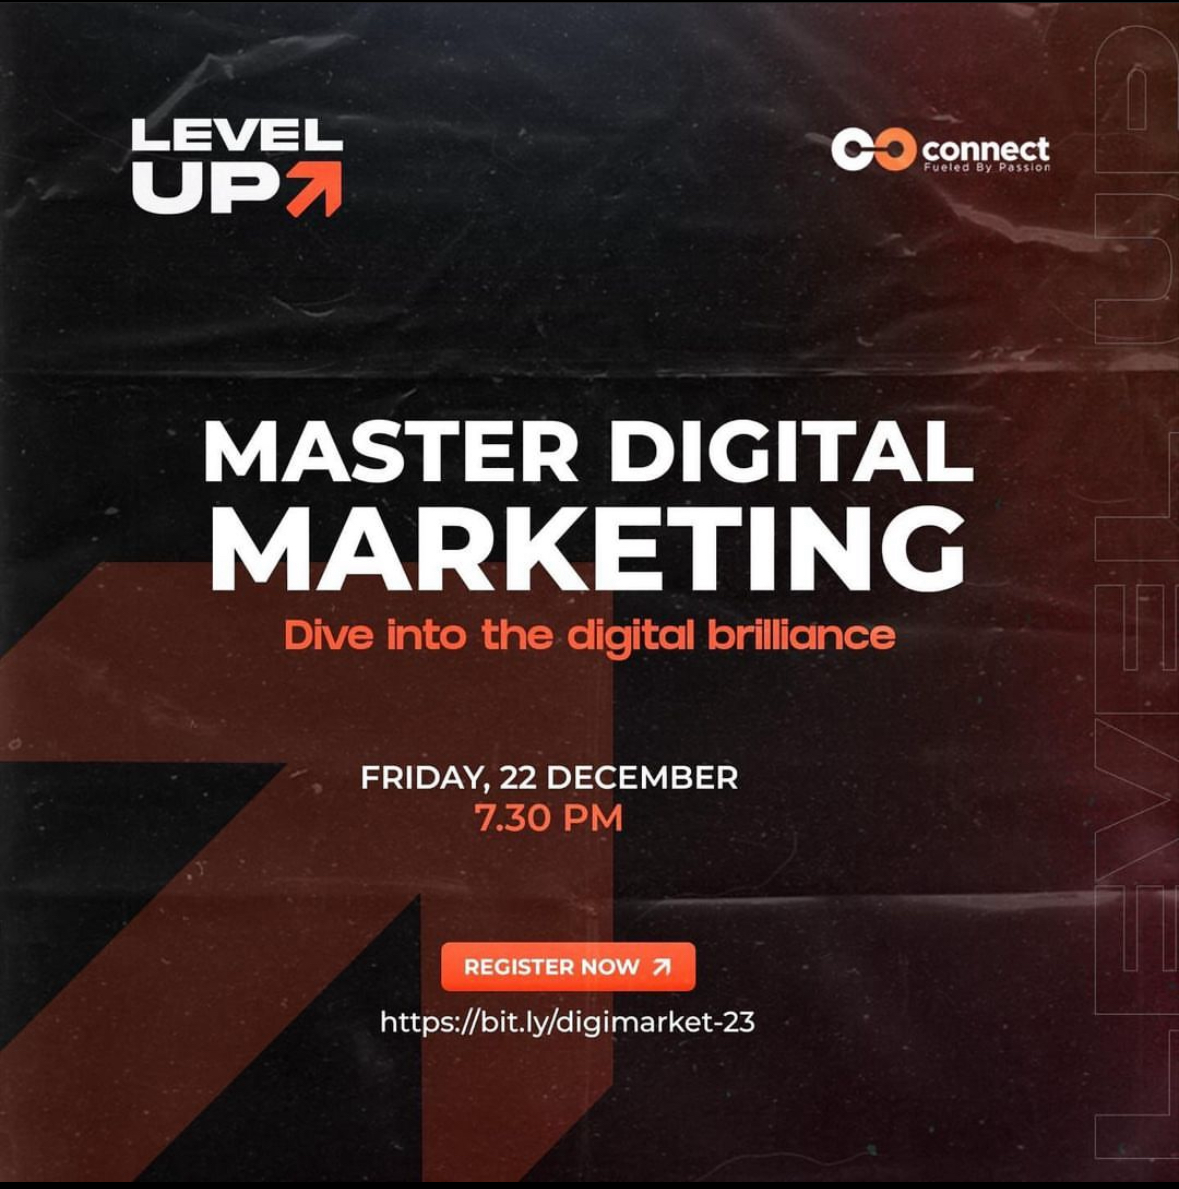 LEVEL
UP
connect
Fueled By Passion
MASTER DIGITAL
MARKETING
Dive into the digital brilliance
FRIDAY, 22 DECEMBER
7.30 PM
REGISTER NOW
https://bit.ly/digimarket-23
LEVEL UP